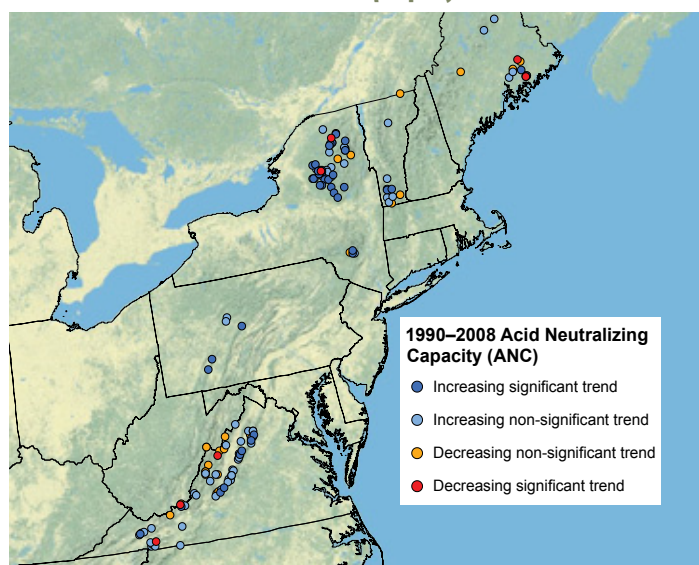 1990–2008 Acid Neutralizing
Capacity (ANC)
Increasing significant trend
Increasing non-significant trend
Decreasing non-significant trend
Decreasing significant trend